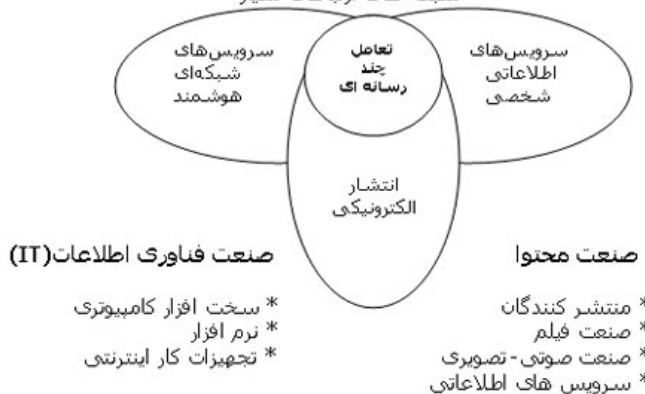 سرویس‌های
اطلاعاتی
شخصی
تعامل
چند
رسانه ای
سرویس‌های
شبکه‌ای
هوشمند
انتشار
الکترونیکی
صنعت محتوا
* منتشر کنندگان
* صنعت فیلم
* صنعت صوتی-تصویری
* سرویس های اطلاعاتی
صنعت فناوری اطلاعات(IT)
* سخت افزار کامپیوتری
* نرم افزار
* تجهیزات کار اینترنتی